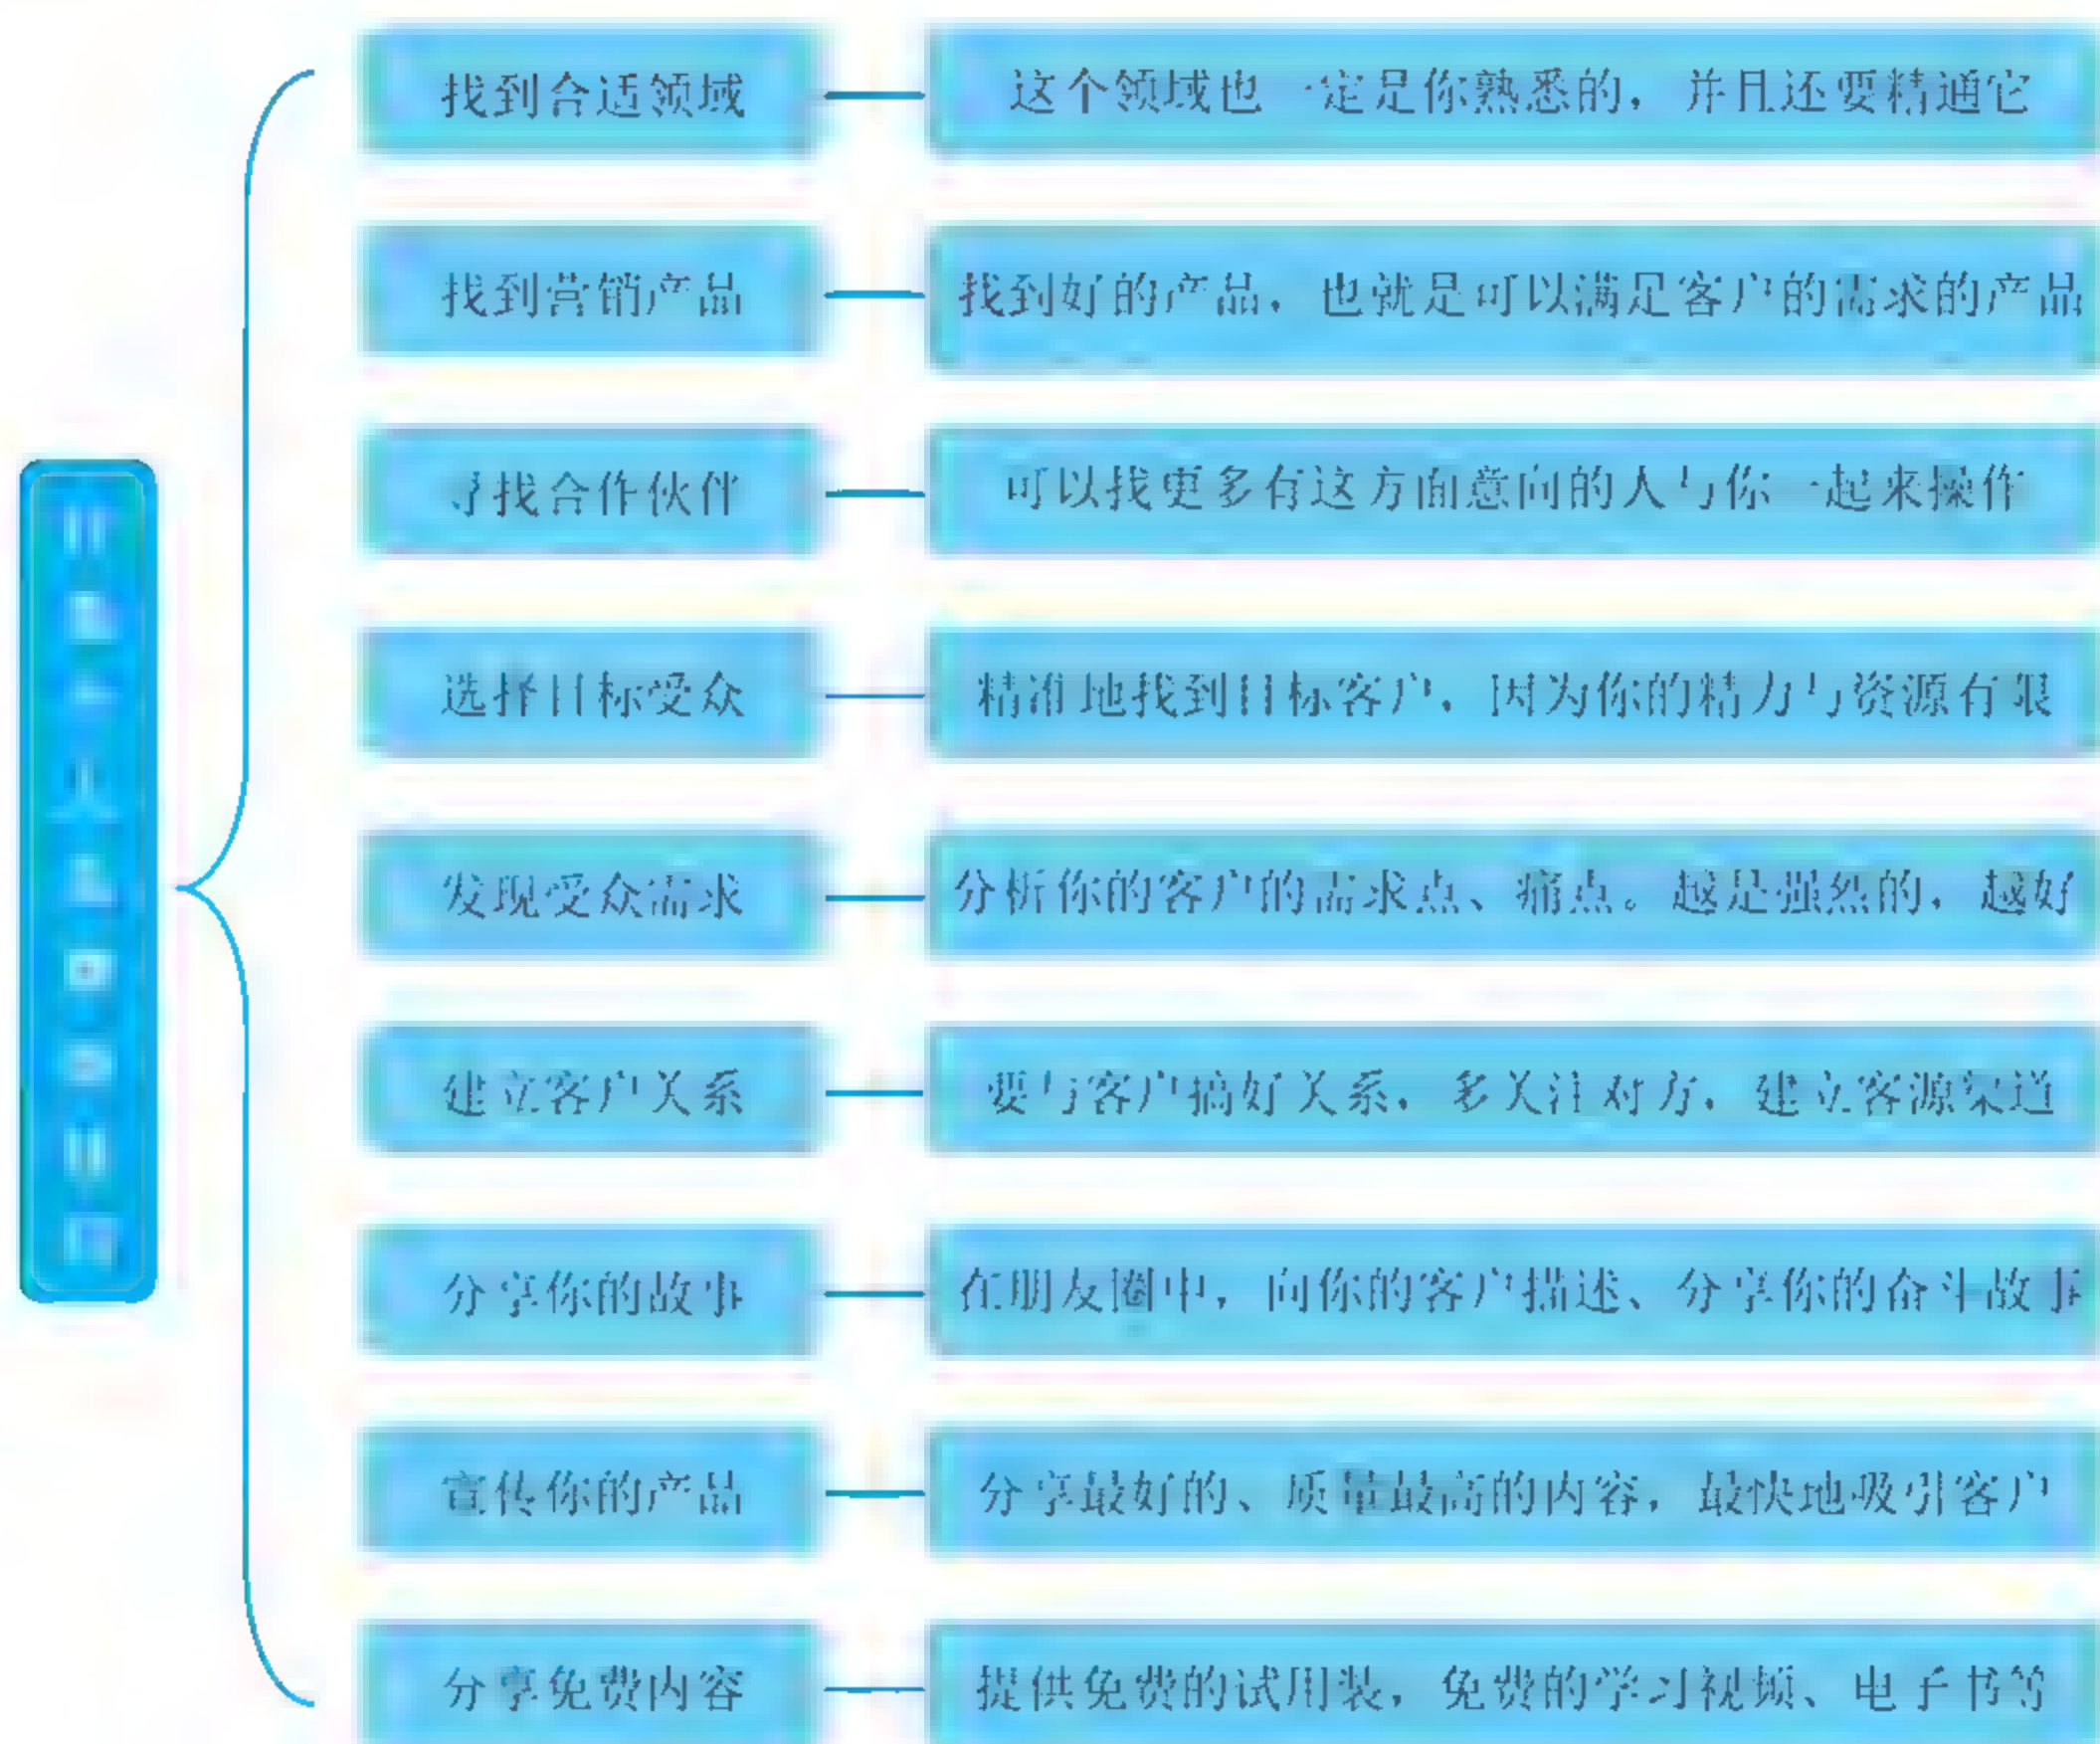 找到合适领域
这个领域也一定是你熟悉的，并且还要精通它
找到营销产品
找到好的产品，也就是可以满足客户的需求的产品
寻找合作伙伴
可以找更多有这方面意向的人与你一起来操作
选择目标受众
精准地找到目标客户，因为你的精力与资源有限
发现受众需求
分析你的客户的需求点、痛点。越是强烈的，越好
建立客户关系
要与客户搞好关系，多关注对方，建立客源渠道
分享你的故事
在朋友圈中，向你的客户描述、分享你的奋斗故事
宣传你的产品
分享最好的、质量最高的内容，最快地吸引客户
分享免费内容
提供免费的试用装，免费的学习视频、电子书等